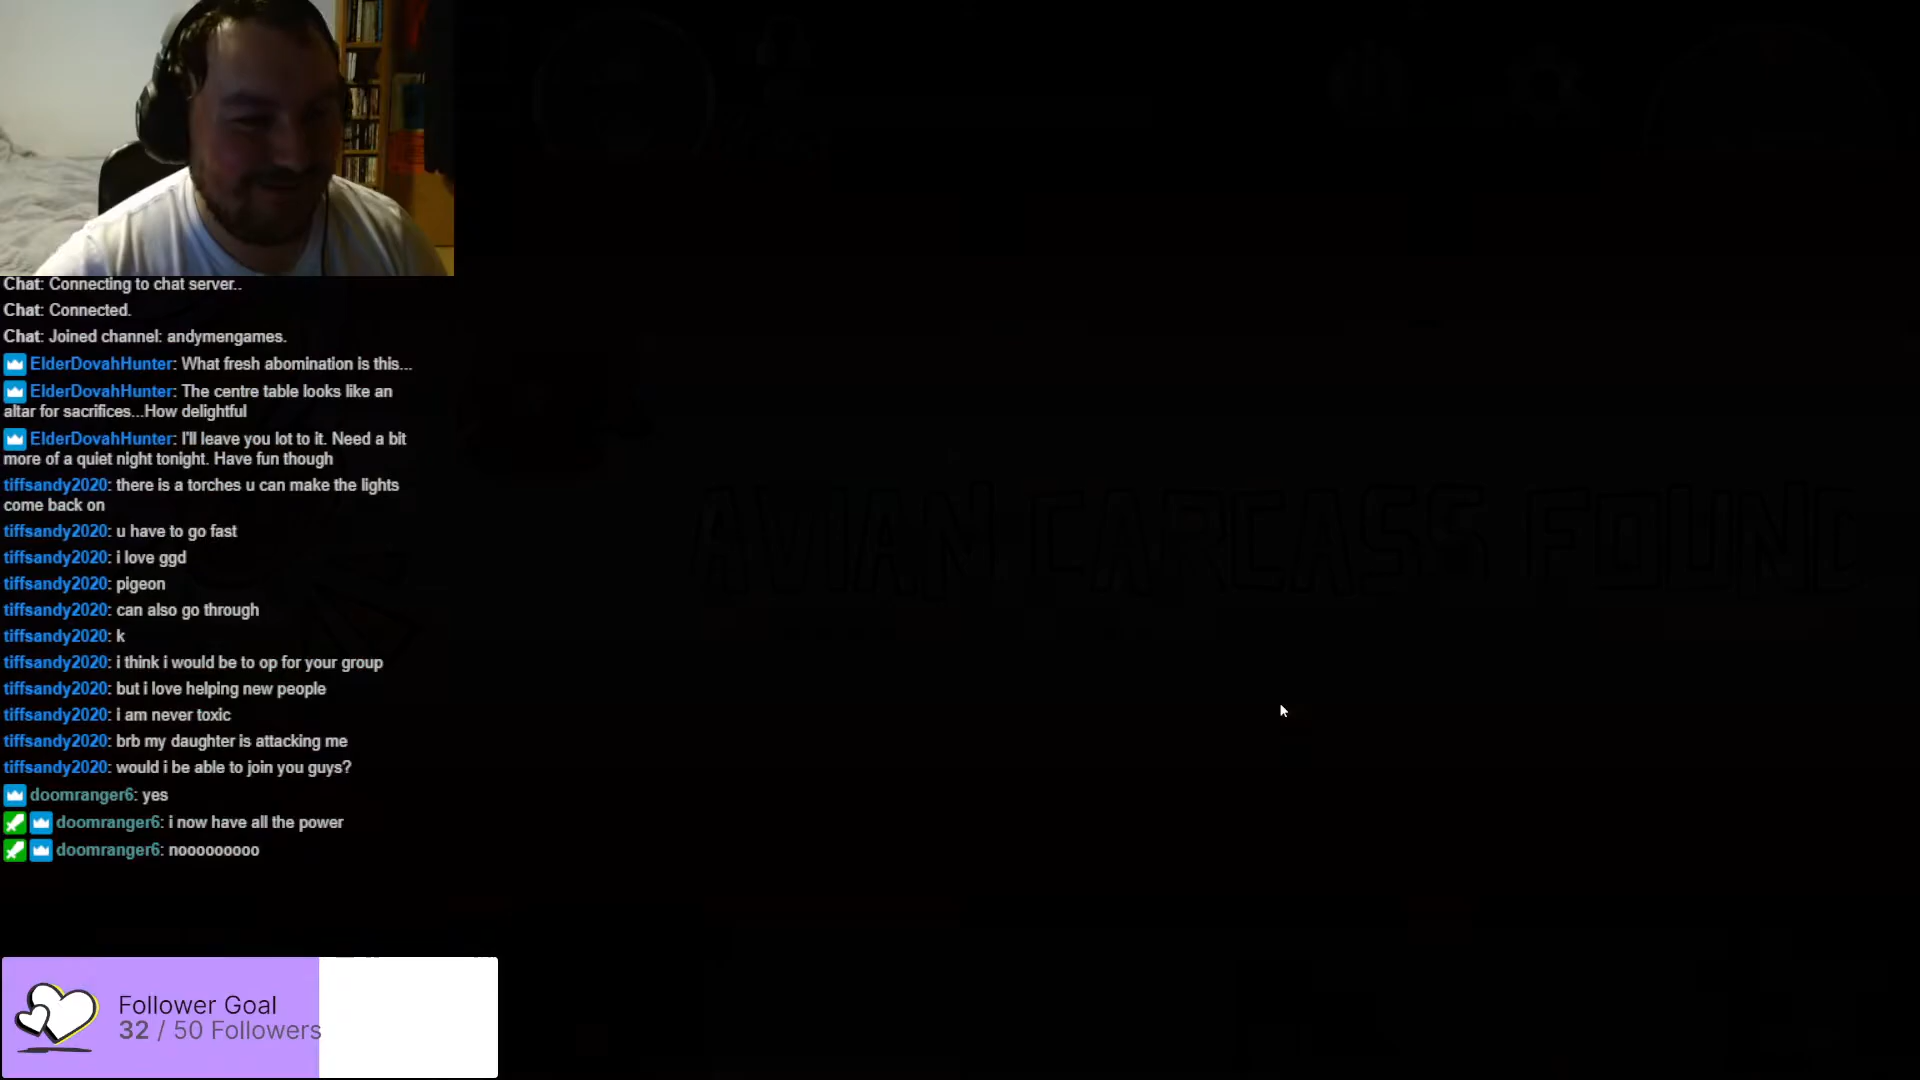 Chat: Connecting to chat server..
Chat: Connected.
Chat: Joined channel: andymengames.
ElderDovahHunter: What fresh abomination is this...
ElderDovahHunter: The centre table looks like an
altar for sacrifices...How delightful
ElderDovahHunter: I'll leave you lot to it. Need a bit
more of a quiet night tonight. Have fun though
tiffsandy2020: there is a torches u can make the lights
come back on
tiffsandy2020: u have to go fast
tiffsandy2020: i love ggd
tiffsandy2020: pigeon
tiffsandy2020: can also go through
tiffsandy2020: k
tiffsandy2020: i think i would be to op for your group
tiffsandy2020: but i love helping new people
tiffsandy2020: i am never toxic
tiffsandy2020: brb my daughter is attacking me
tiffsandy2020: would i be able to join you guys?
doomranger6: yes
doomranger6: i now have all the power
doomranger6: nooooooooo
AVIAN CARCASS FOUND
Follower Goal
32 / 50 Followers